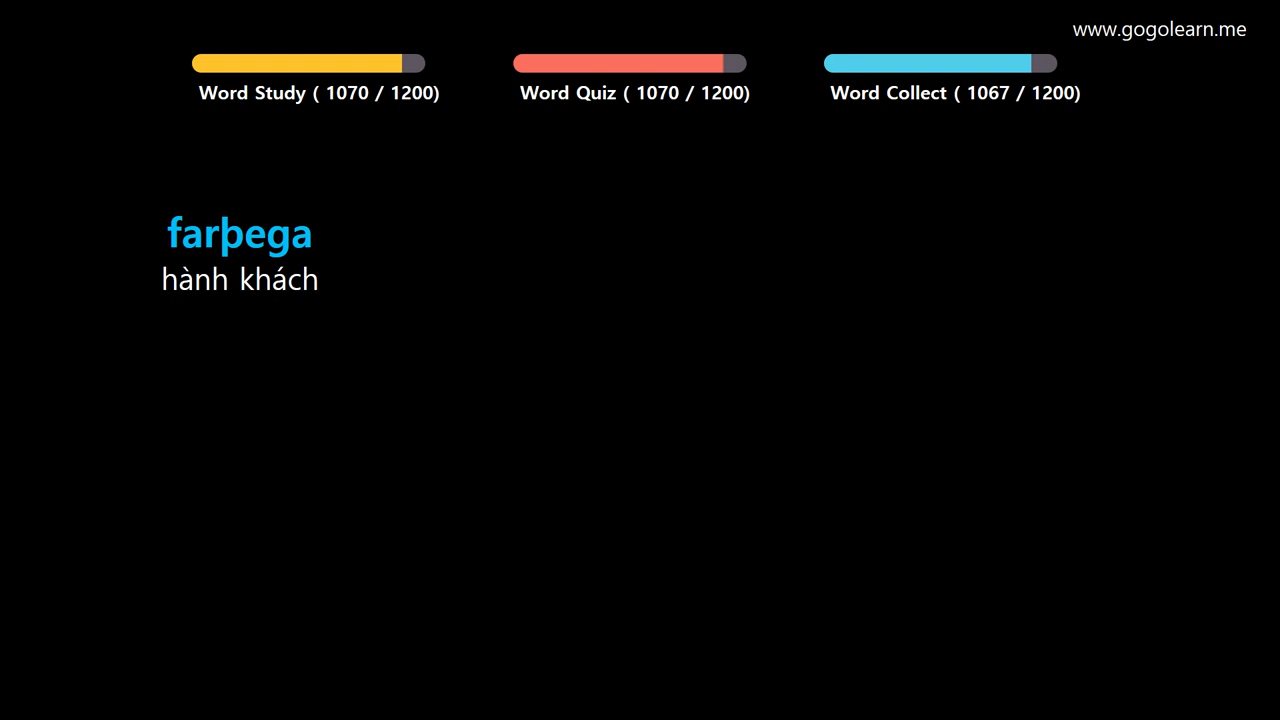 www.gogolearn.me
Word Study ( 1070 / 1200)
Word Quiz ( 1070 / 1200)
Word Collect ( 1067 / 1200)
farþega
hành khách